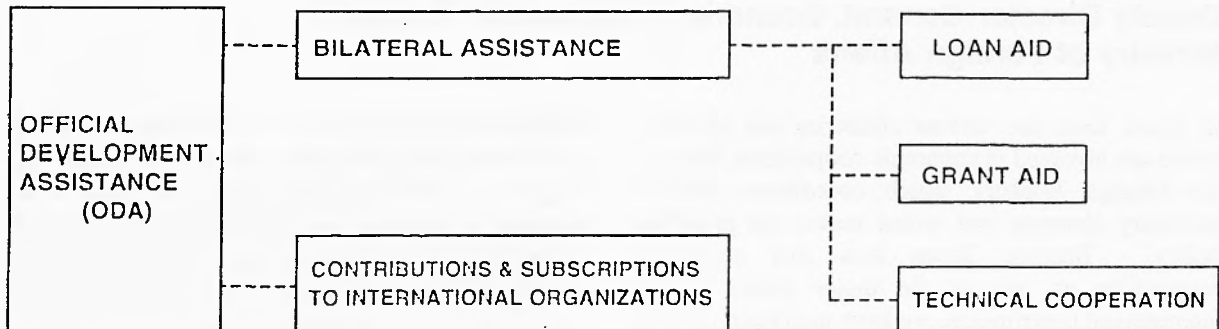 OFFICIAL
DEVELOPMENT
ASSISTANCE
(ODA)
BILATERAL ASSISTANCE
CONTRIBUTIONS & SUBSCRIPTIONS
TO INTERNATIONAL ORGANIZATIONS
LOAN AID
GRANT AID
TECHNICAL COOPERATION